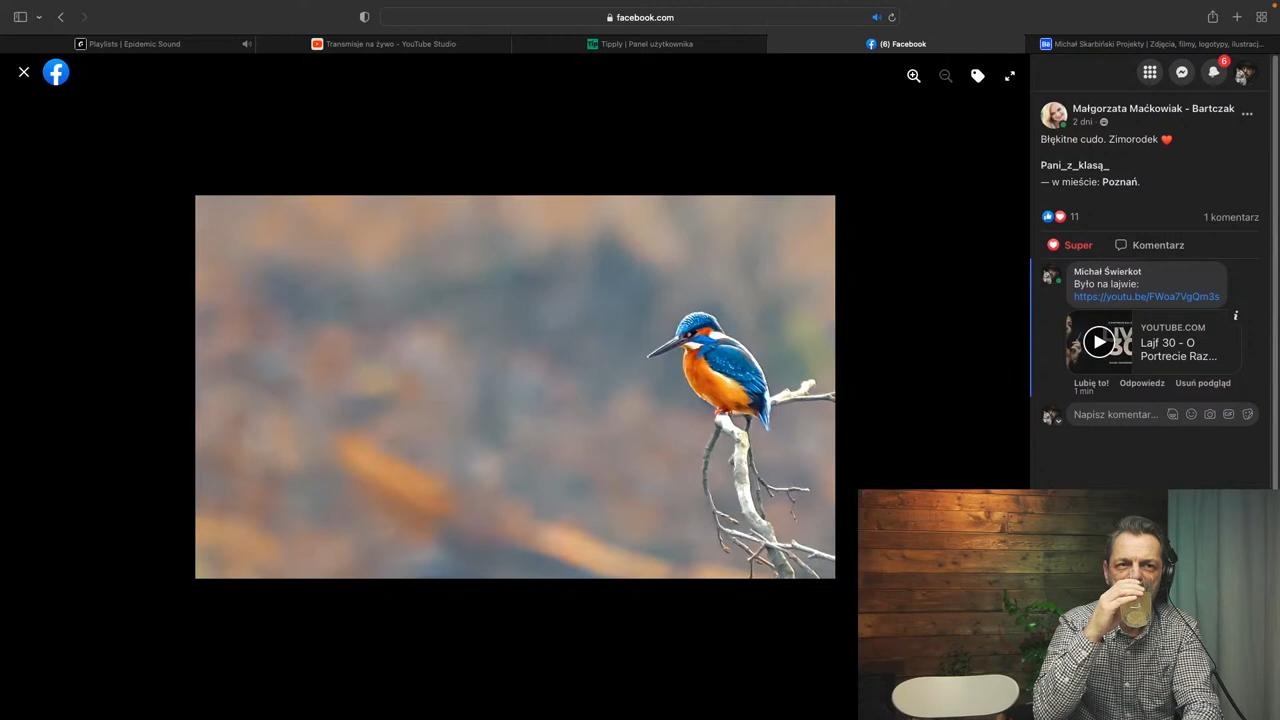 facebook.com
Playlists | Epidemic Sound
Transmisje na żywo - YouTube Studio
Tipply | Panel użytkownika
(6) Facebook
Michał Skarbiński Projekty | Zdjęcia, filmy, logotypy, ilustracj...
6
Małgorzata Maćkowiak - Bartczak
2 dni ·
Błękitne cudo. Zimorodek
Pani_z_klasą_
— w mieście: Poznań.
11
1 komentarz
Super
Komentarz
Michał Świerkot
Było na lajwie:
https://youtu.be/FWoa7VgQm3s
YOUTUBE.COM
Lajf 30 - O
Portrecie Raz...
Lubię to! Odpowiedz Usuń podgląd
1 min
Napisz komentar...